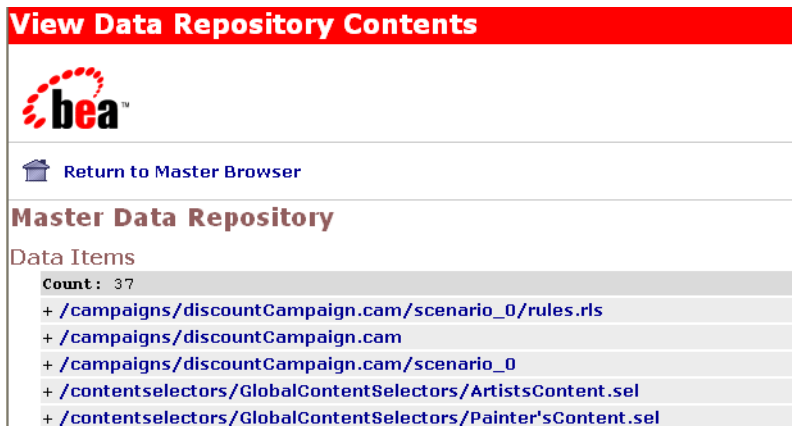 View Data Repository Contents
bea™
Return to Master Browser
Master Data Repository
Data Items
Count: 37
+ /campaigns/discountCampaign.cam/scenario_0/rules.rls
+ /campaigns/discountCampaign.cam
+ /campaigns/discountCampaign.cam/scenario_0
+ /contentselectors/GlobalContentSelectors/ArtistsContent.sel
+ /contentselectors/GlobalContentSelectors/Painter'sContent.sel